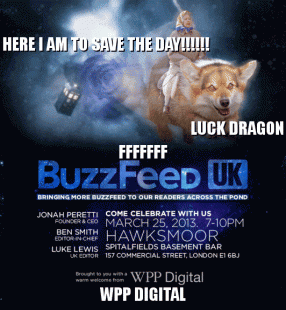 HERE I AM TO SAVE THE DAY!!!!!!
LUCK DRAGON
FFFFFFF
BUZZFEED UK
BRINGING MORE BUZZFEED TO OUR READERS ACROSS THE POND
JONAH PERETTI
FOUNDER & CEO
BEN SMITH
EDITOR-IN-CHIEF
LUKE LEWIS
UK EDITOR
COME CELEBRATE WITH US
MARCH 25, 2013. 7-10PM
HAWKSMOOR
SPITALFIELDS BASEMENT BAR
157 COMMERCIAL STREET, LONDON E1 6BJ
Brought to you with a
warm welcome from
WPP Digital
WPP DIGITAL